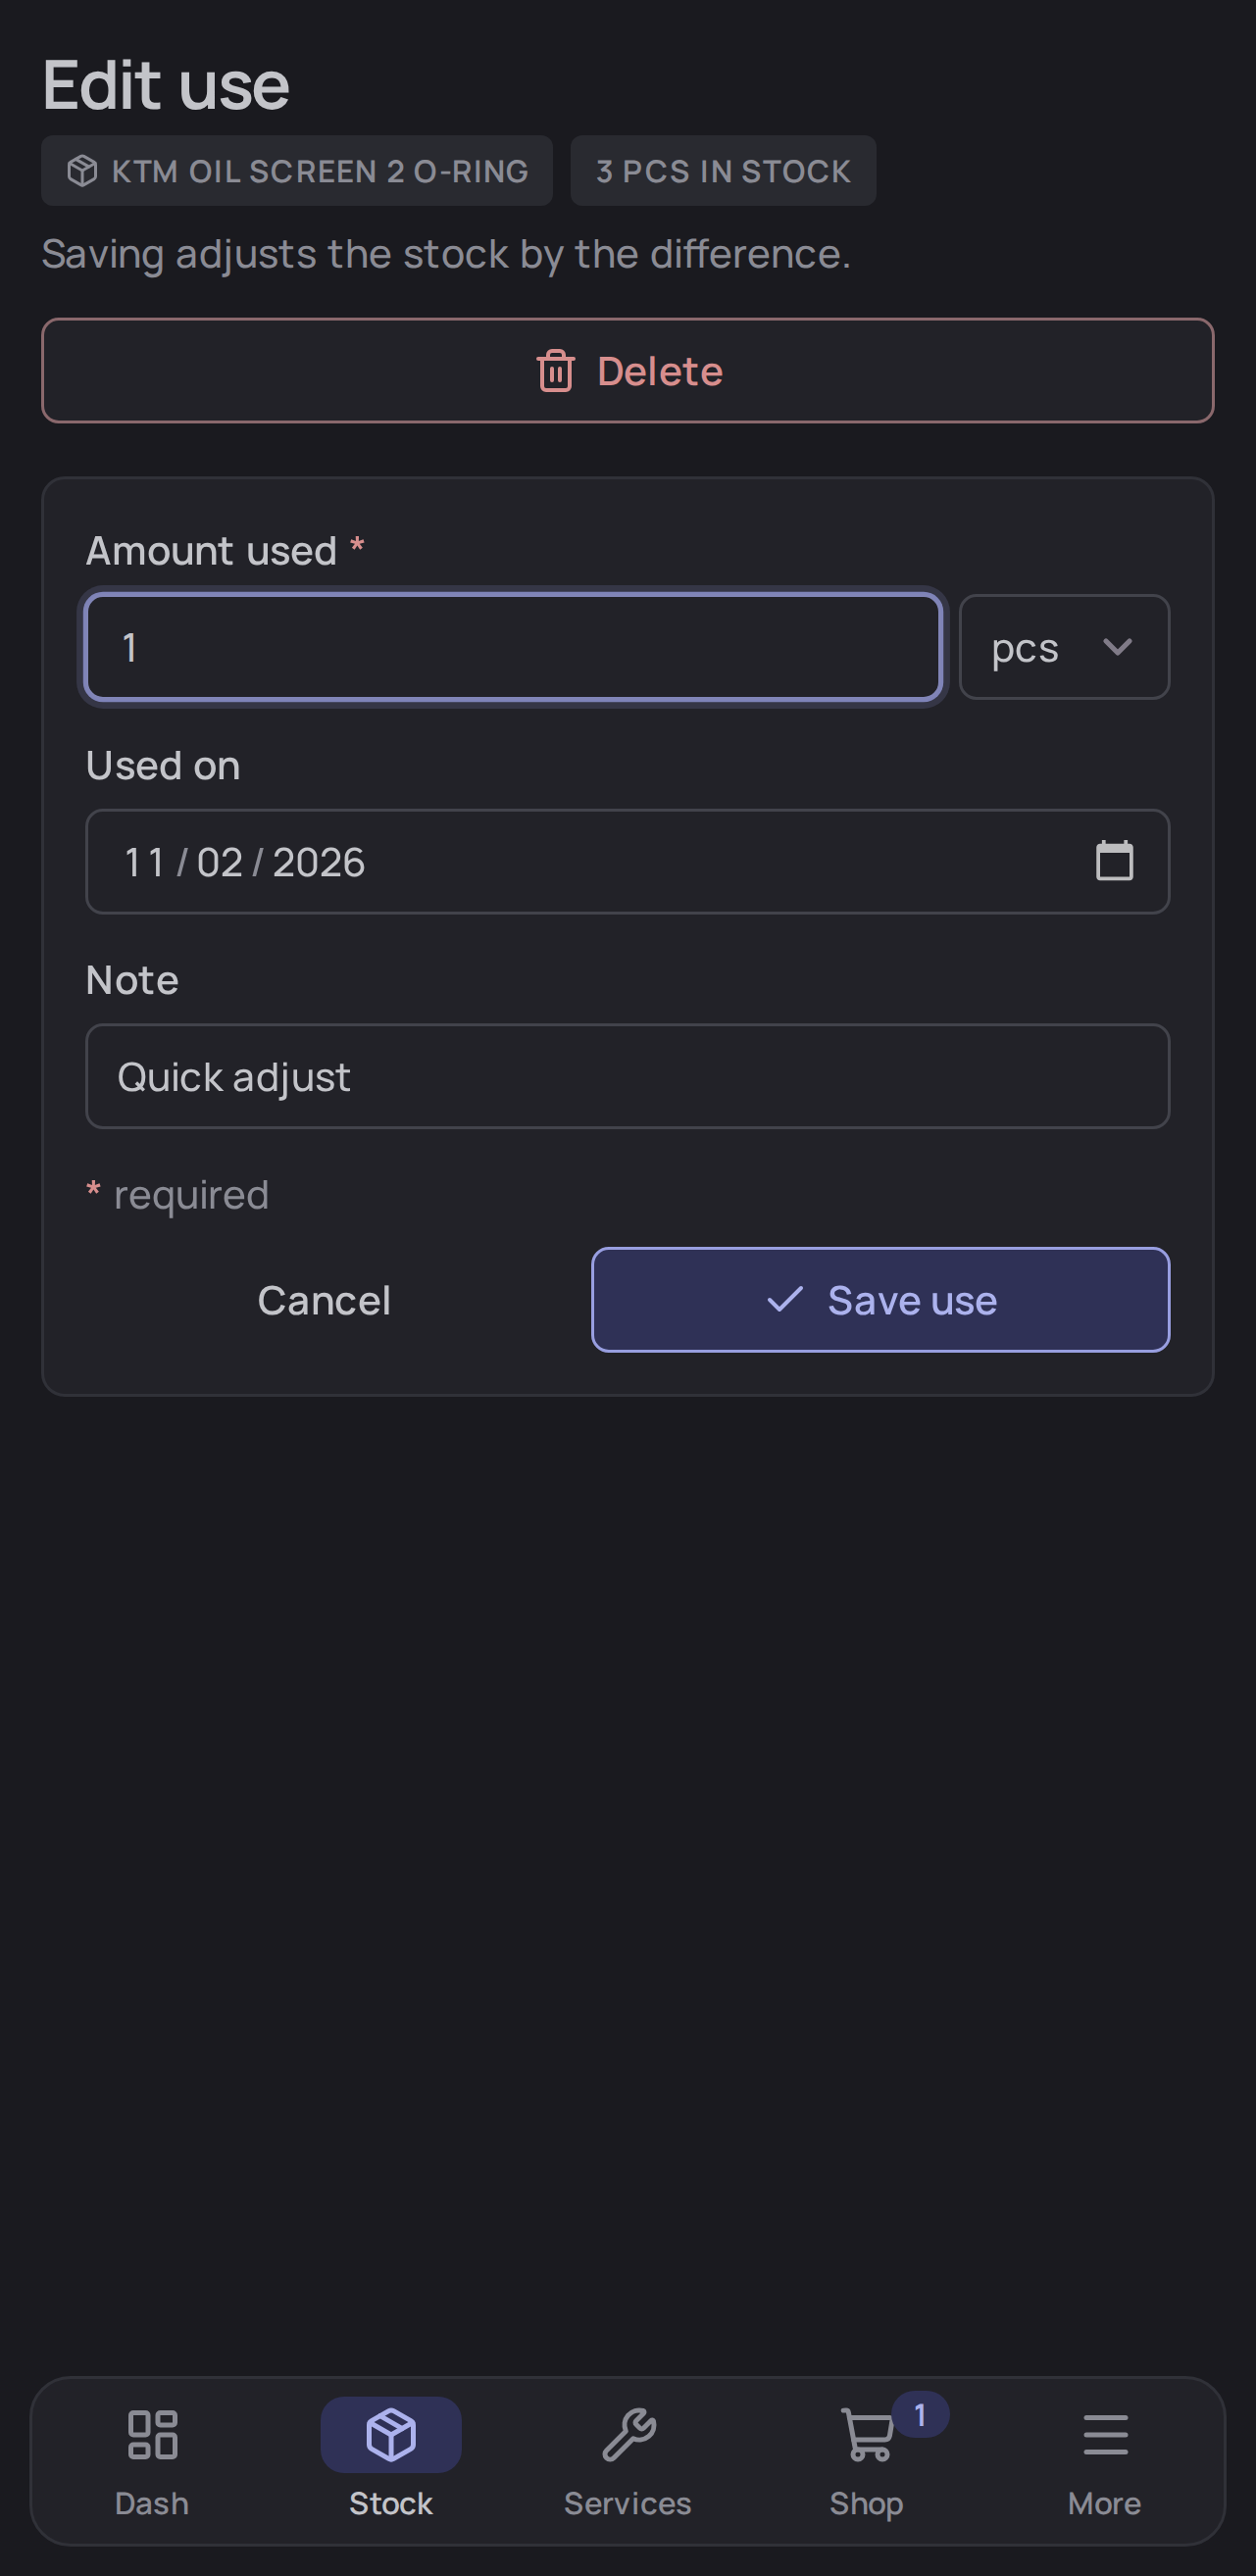 Edit use
KTM OIL SCREEN 2 O-RING 3 PCS IN STOCK
Saving adjusts the stock by the difference.
Delete
Amount used *
1 pcs
Used on
11/02/2026
Note
Quick adjust
* required
Cancel Save use
1
Dash Stock Services Shop More